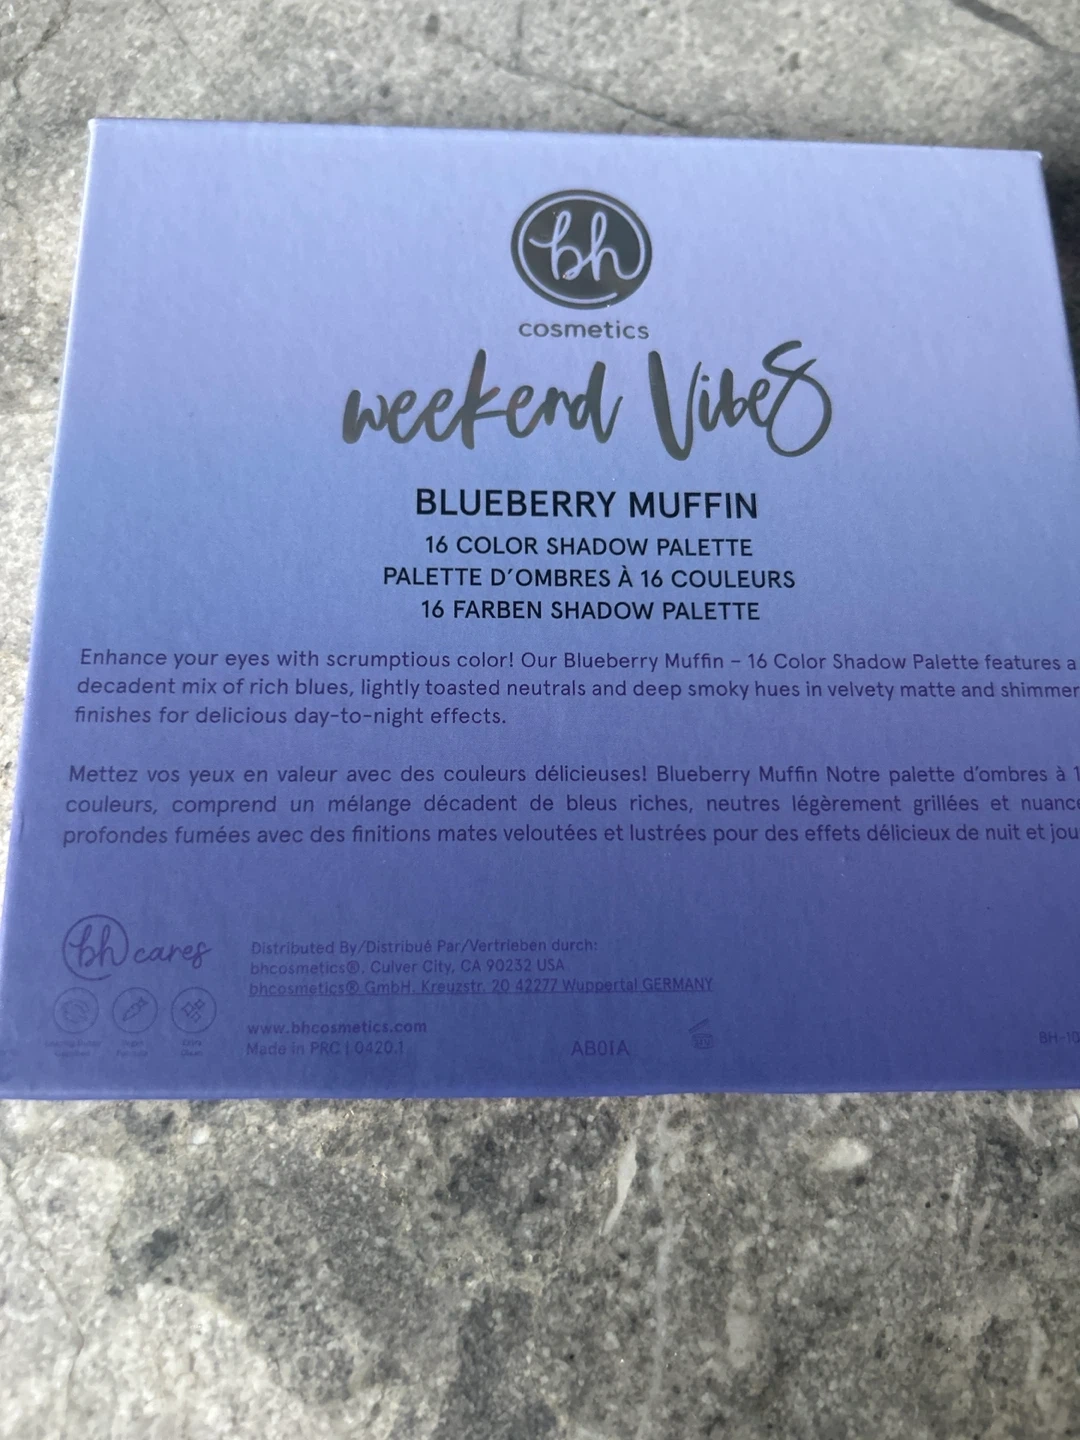 bh
cosmetics
weekend Vibes
BLUEBERRY MUFFIN
16 COLOR SHADOW PALETTE
PALETTE D'OMBRES À 16 COULEURS
16 FARBEN SHADOW PALETTE
Enhance your eyes with scrumptious color! Our Blueberry Muffin – 16 Color Shadow Palette features a
decadent mix of rich blues, lightly toasted neutrals and deep smoky hues in velvety matte and shimmer
finishes for delicious day-to-night effects.
Mettez vos yeux en valeur avec des couleurs délicieuses! Blueberry Muffin Notre palette d'ombres à
couleurs, comprend un mélange décadent de bleus riches, neutres légèrement grillées et
profondes fumées avec des finitions mates veloutées et lustrées pour des effets délicieux de nuit et
bh cares
Distributed By/Distribué Par/Vertrieben durch:
bhcosmetics®. Culver City, CA 90232 USA
bhcosmetics® GmbH. Kreuzstr. 20 42277 Wuppertal GERMANY
www.bhcosmetics.com
Made in PRC | 0420.1 AB01A